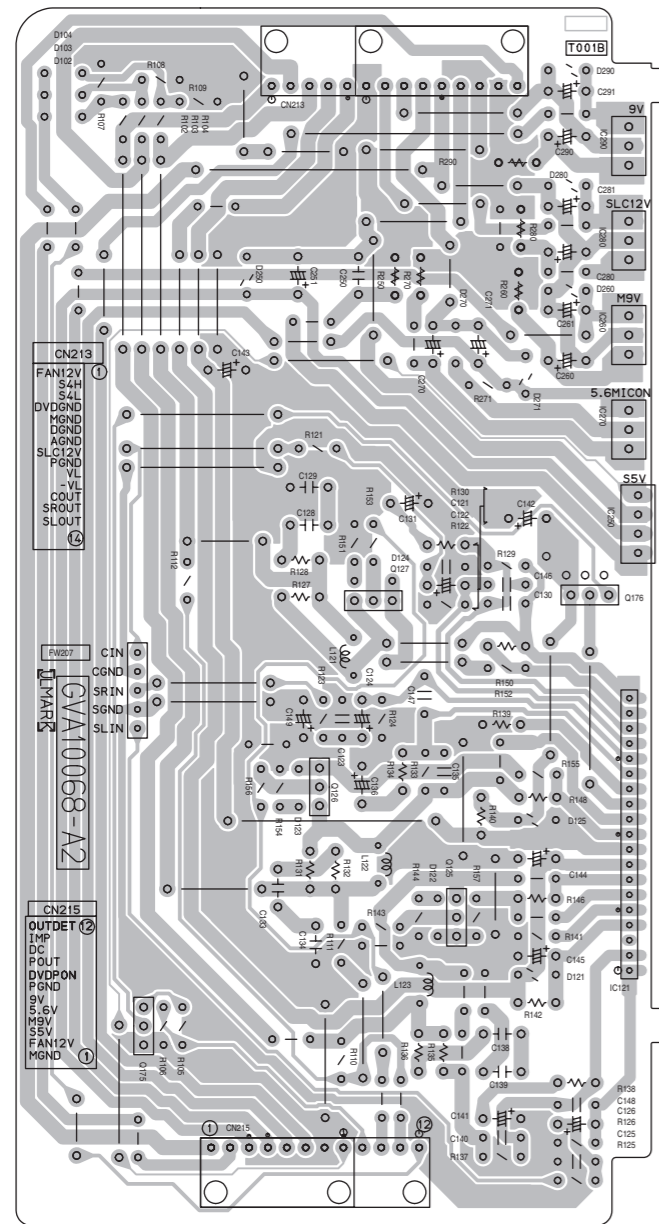 T001B
D104
D103
D102
R108
R109
R107
R102
R103
R104
CN213
D290
C291
9V
IC290
C290
R290
D280
C281
SLC12V
R280
IC280
C280
D260
D250
C251
C250
R250
R270
D270
C271
R260
C261
M9V
IC260
C260
C143
C270
R271
D271
5.6MICON
IC270
CN213
FAN12V ①
S4H
S4L
DVDGND
MGND
DGND
AGND
SLC12V
PGND
VL
-VL
COUT
SROUT
SLOUT
⑭
R121
C129
C128
R153
C131
R130
C121
C122
R122
C142
S5V
IC250
R112
R151
R128
R127
D124
Q127
R129
C146
C130
Q176
FW207
CIN
CGND
SRIN
SGND
SLIN
GVA10068-A2
L121
R123
C124
C147
R150
R152
C149
R124
R139
C123
R134
R133
C135
C136
R155
R148
R156
Q126
R154
D123
R140
D125
R131
R132
L122
R144
D122
Q125
R157
C144
R146
C133
C134
R111
R143
R141
C145
L123
D121
IC121
R142
CN215
OUTDET ⑫
IMP
DC
POUT
DVDPON
PGND
9V
5.6V
M9V
S5V
FAN12V
MGND ①
Q175
R106
R105
R110
R136
R135
C138
C139
R138
C148
C126
R126
C125
R125
C141
C140
R137
① CN215 ⑫